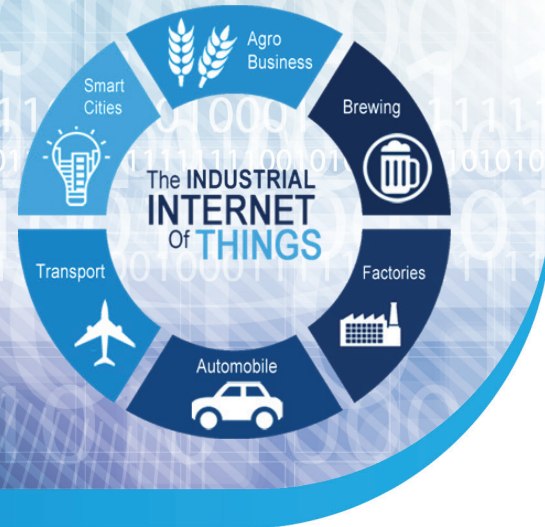 Agro
Business
Smart
Cities
Brewing
The INDUSTRIAL
INTERNET
Of THINGS
Transport
Factories
Automobile